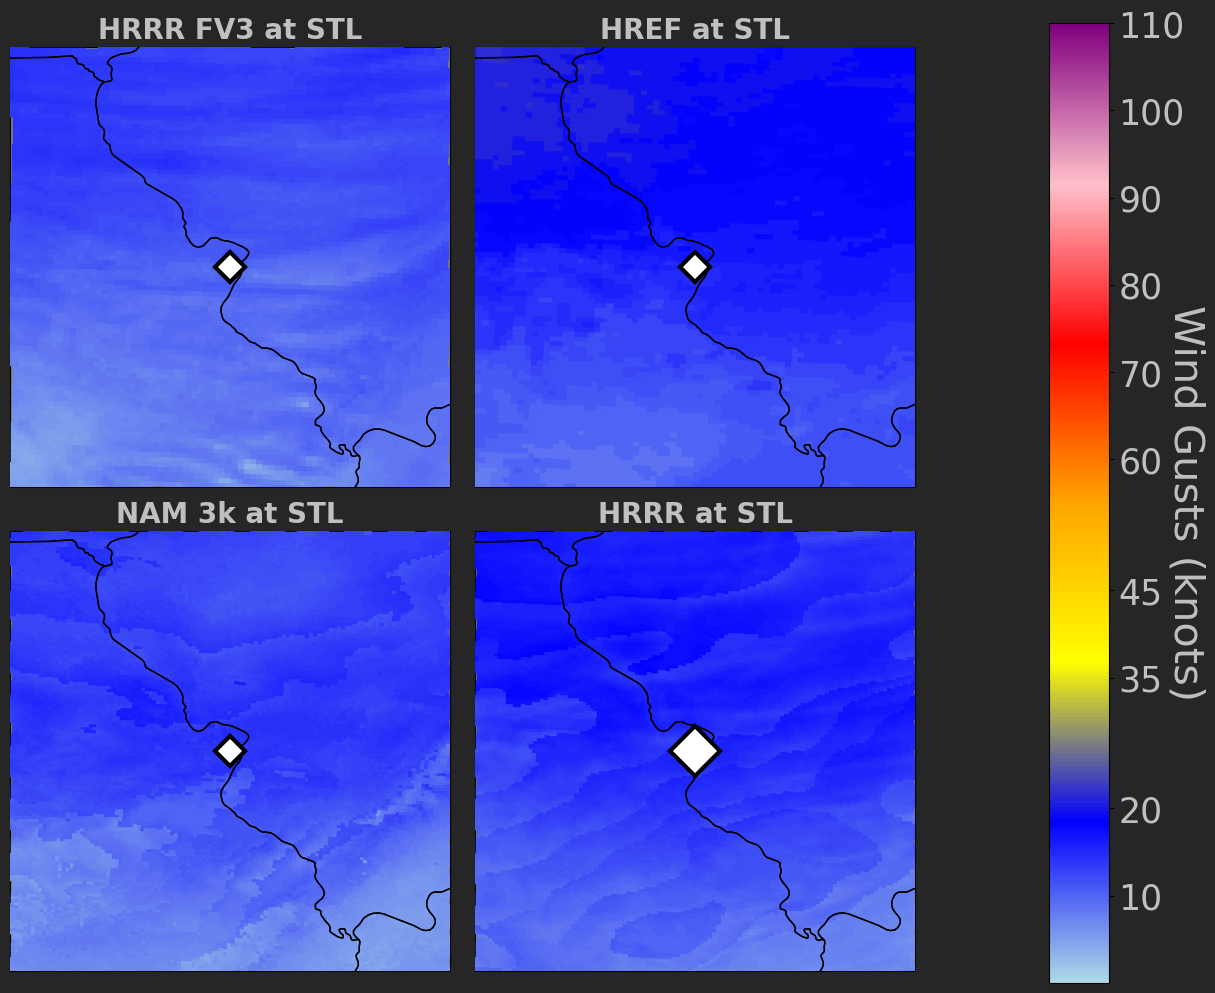 HRRR FV3 at STL
HREF at STL
NAM 3k at STL
HRRR at STL
110
100
90
80
70
60
45
35
20
10
Wind Gusts (knots)